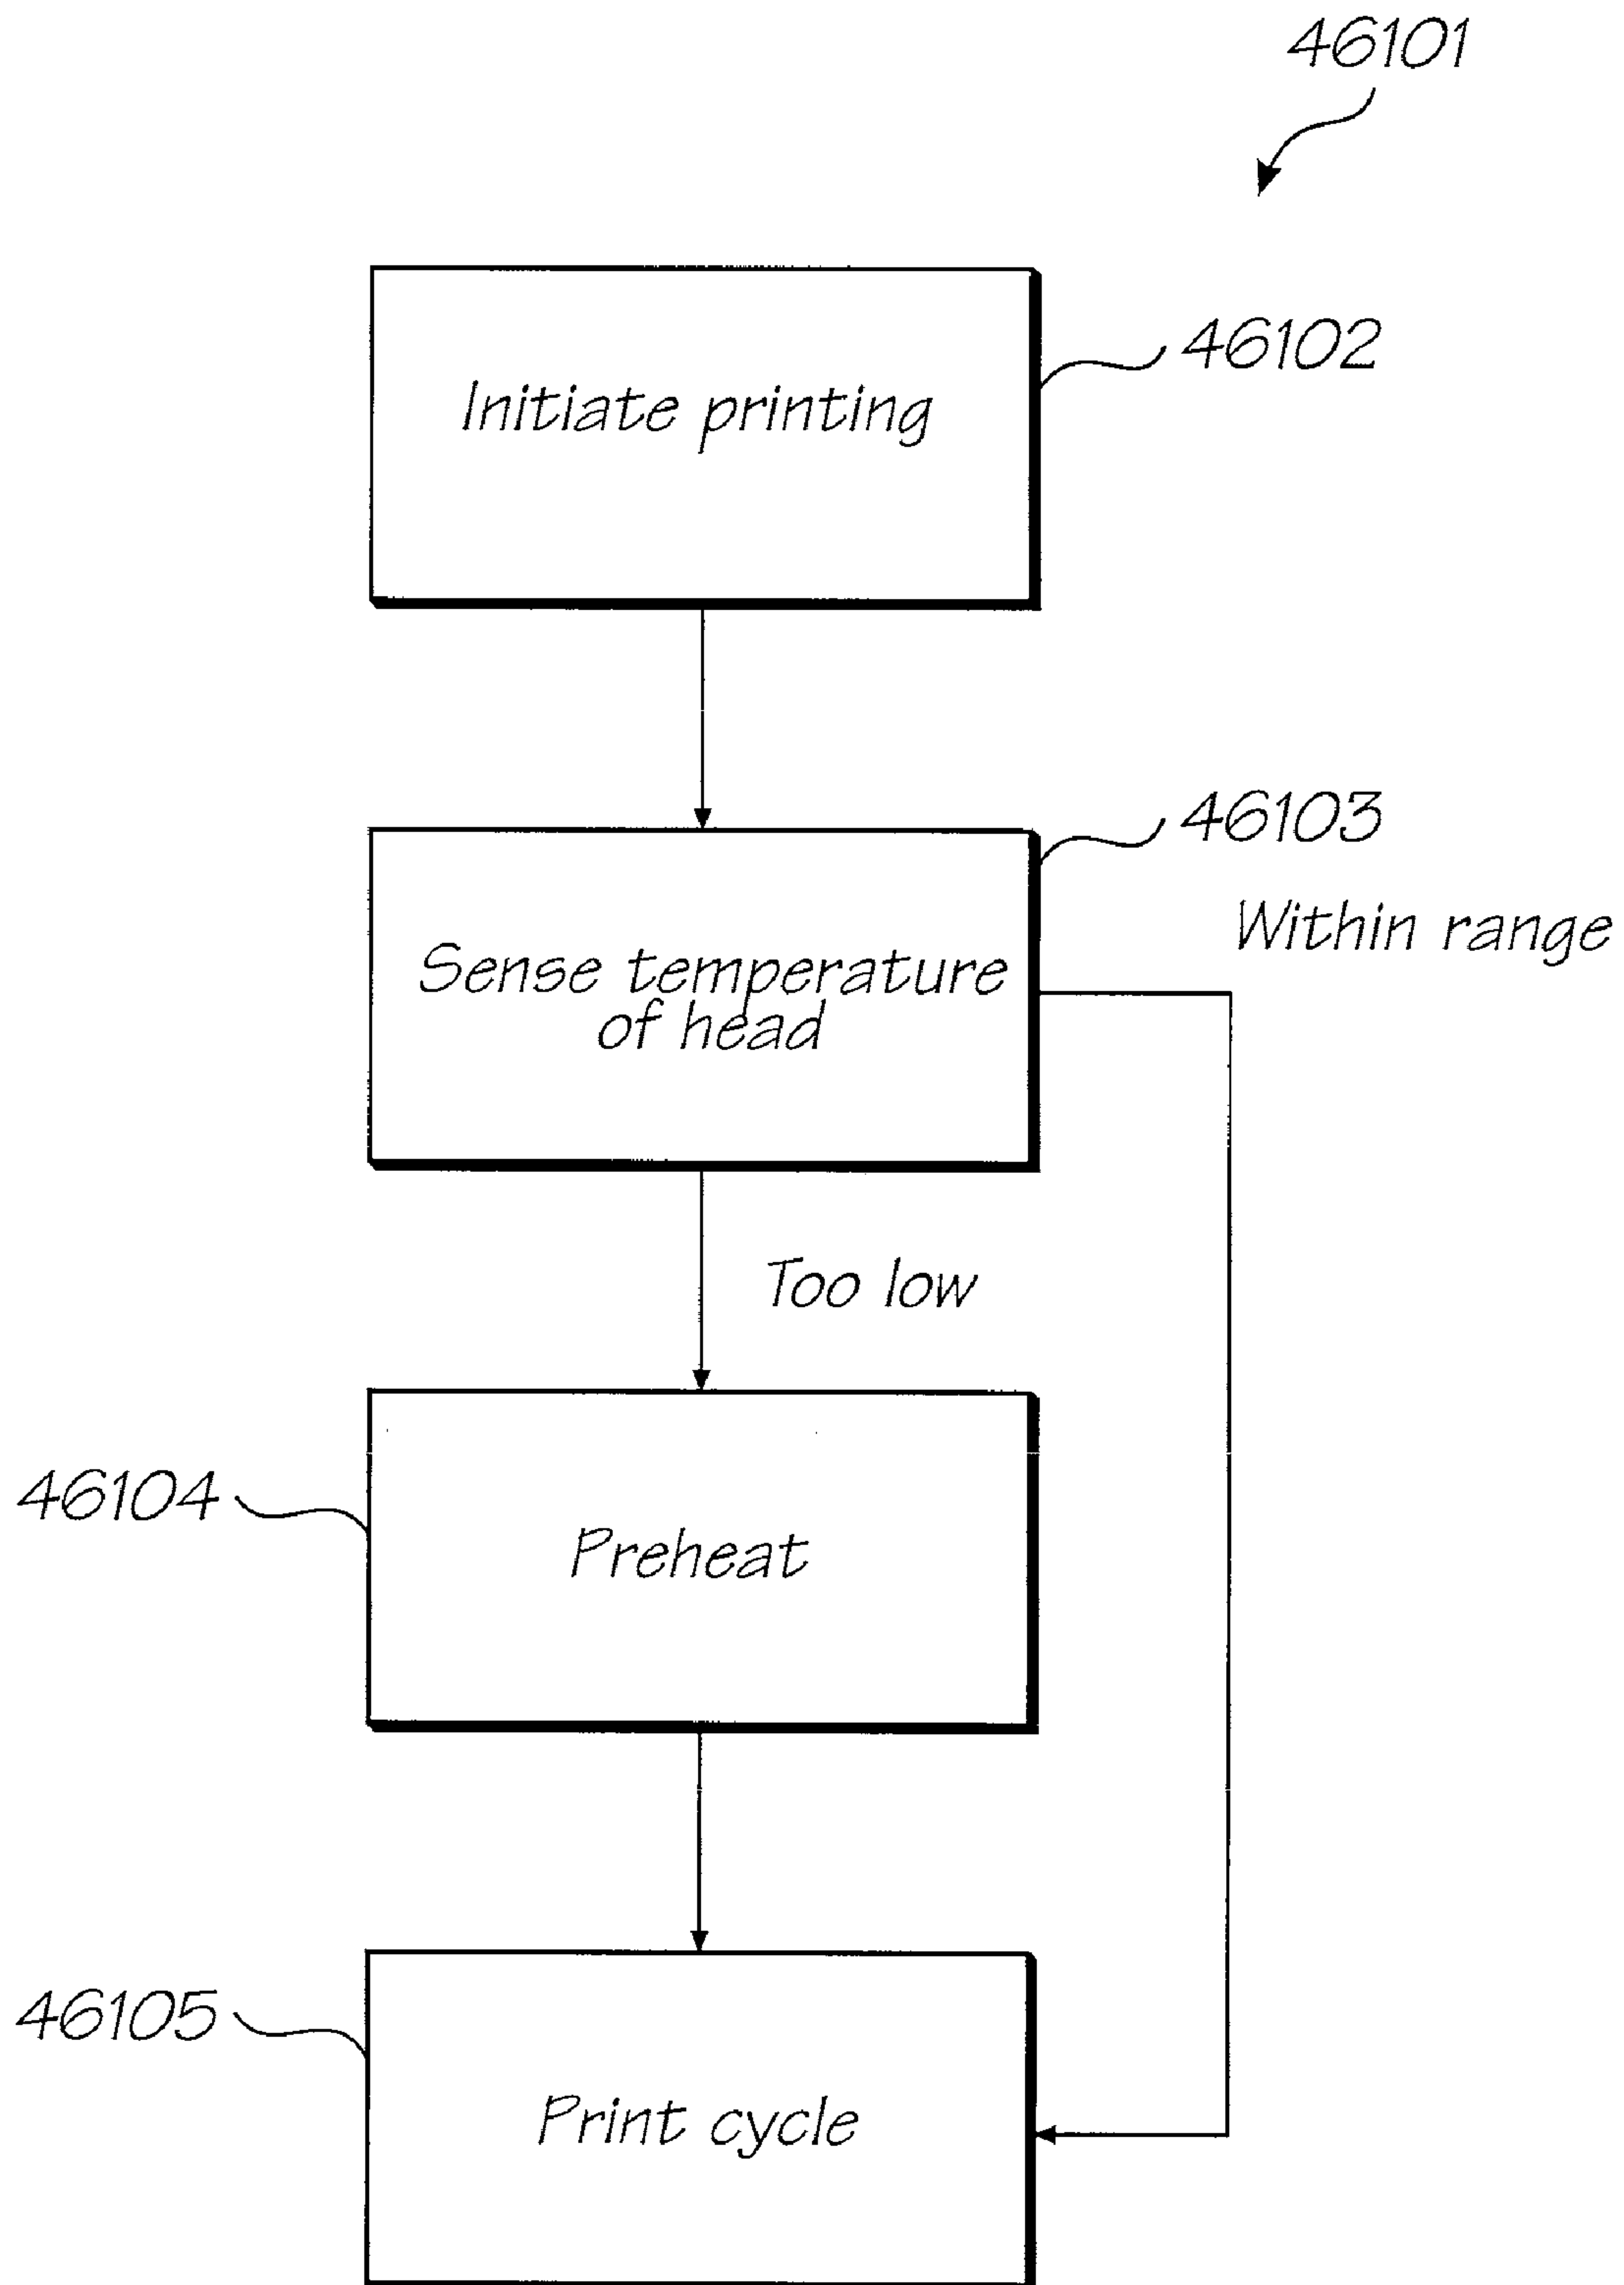 46101
Initiate printing
46102
46103
Within range
Sense temperature
of head
Too low
46104
Preheat
46105
Print cycle